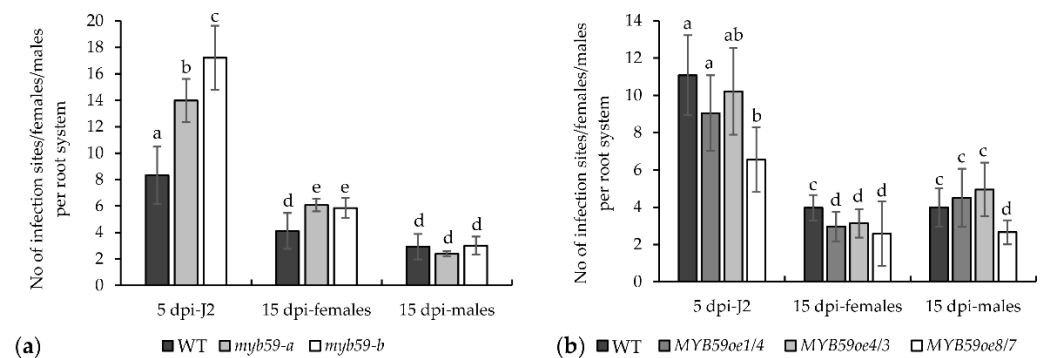 No of infection sites/females/males
per root system
20
18
16
14
12
10
8
6
4
2
0
a
b
c
d
e
e
d
d
d
5 dpi-J2
15 dpi-females
15 dpi-males
(a)
WT
myb59-a
myb59-b
No of infection sites/females/males
per root system
14
12
10
8
6
4
2
0
a
a
ab
b
c
d
d
d
c
c
c
d
5 dpi-J2
15 dpi-females
15 dpi-males
(b)
WT
MYB59oe1/4
MYB59oe4/3
MYB59oe8/7